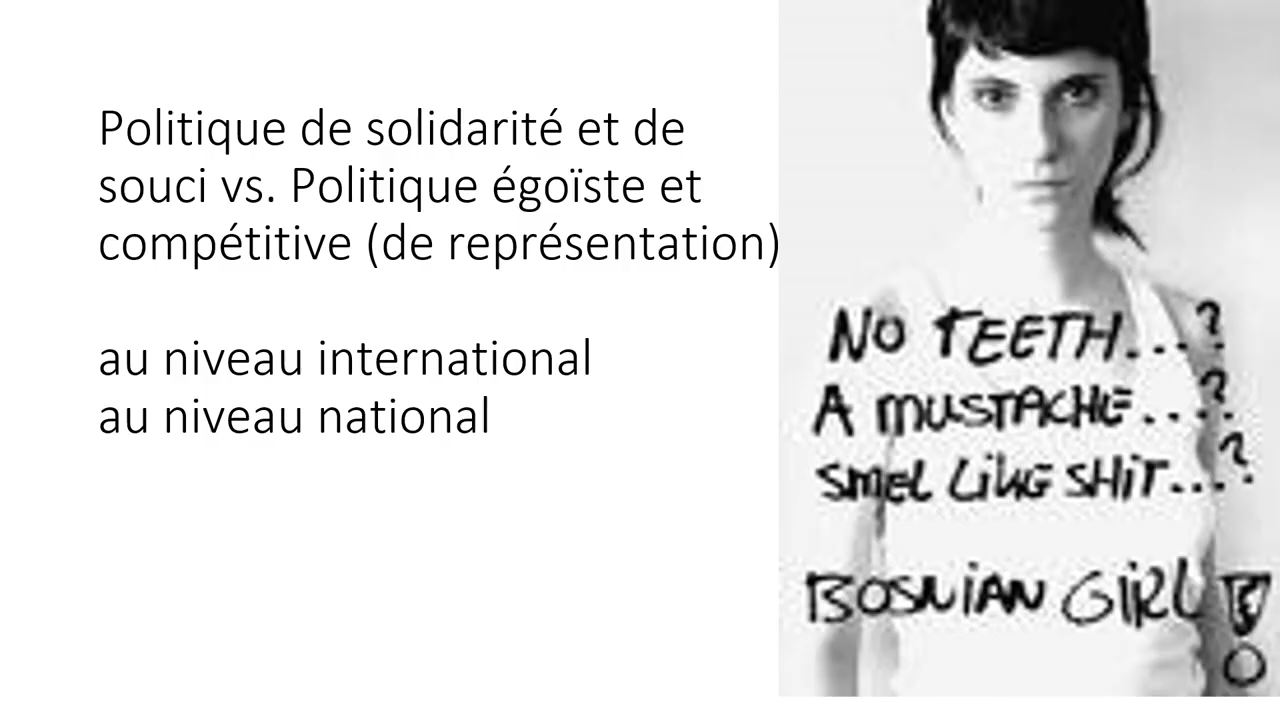 Politique de solidarité et de
souci vs. Politique égoïste et
compétitive (de représentation)
au niveau international
au niveau national
NO TEETH...?
A MUSTACHE...?
SMEL LIKE SHIT...?
BOSNIAN GIRL!